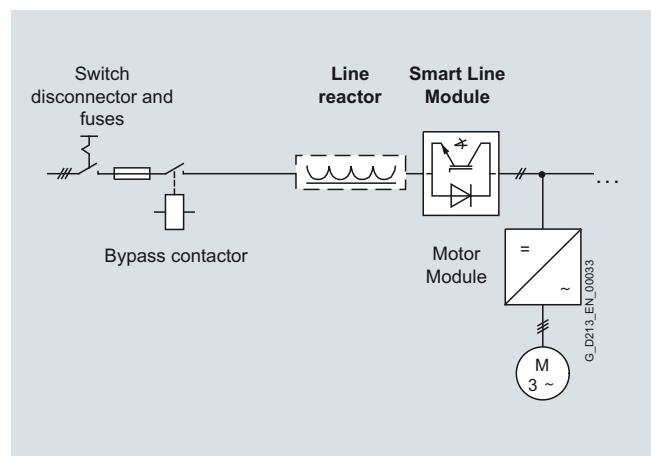 Switch
disconnector and
fuses
Line
reactor
Smart Line
Module
Bypass contactor
...
Motor
Module
=
~
G_D213_EN_00033
M
3 ~